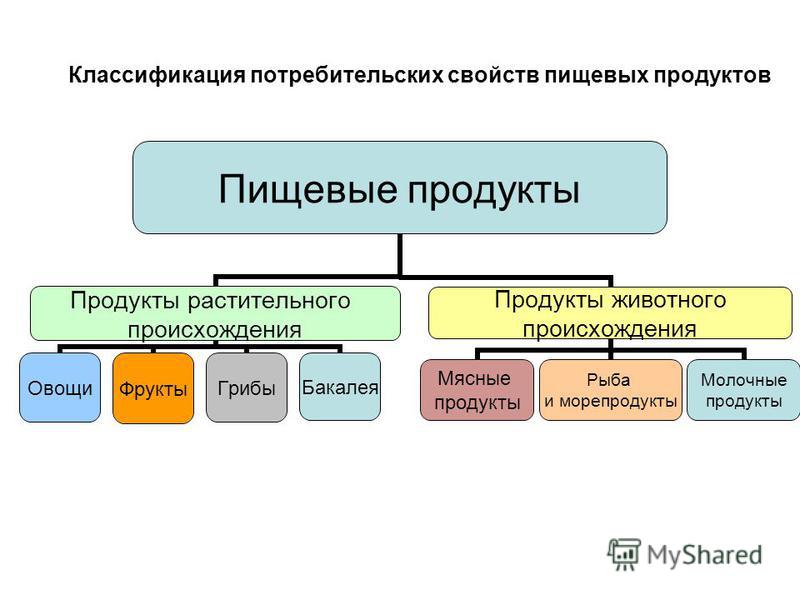 Классификация потребительских свойств пищевых продуктов
Пищевые продукты
Продукты растительного
происхождения
Продукты животного
происхождения
Овощи
Фрукты
Грибы
Бакалея
Мясные
продукты
Рыба
и морепродукты
Молочные
продукты
MyShared